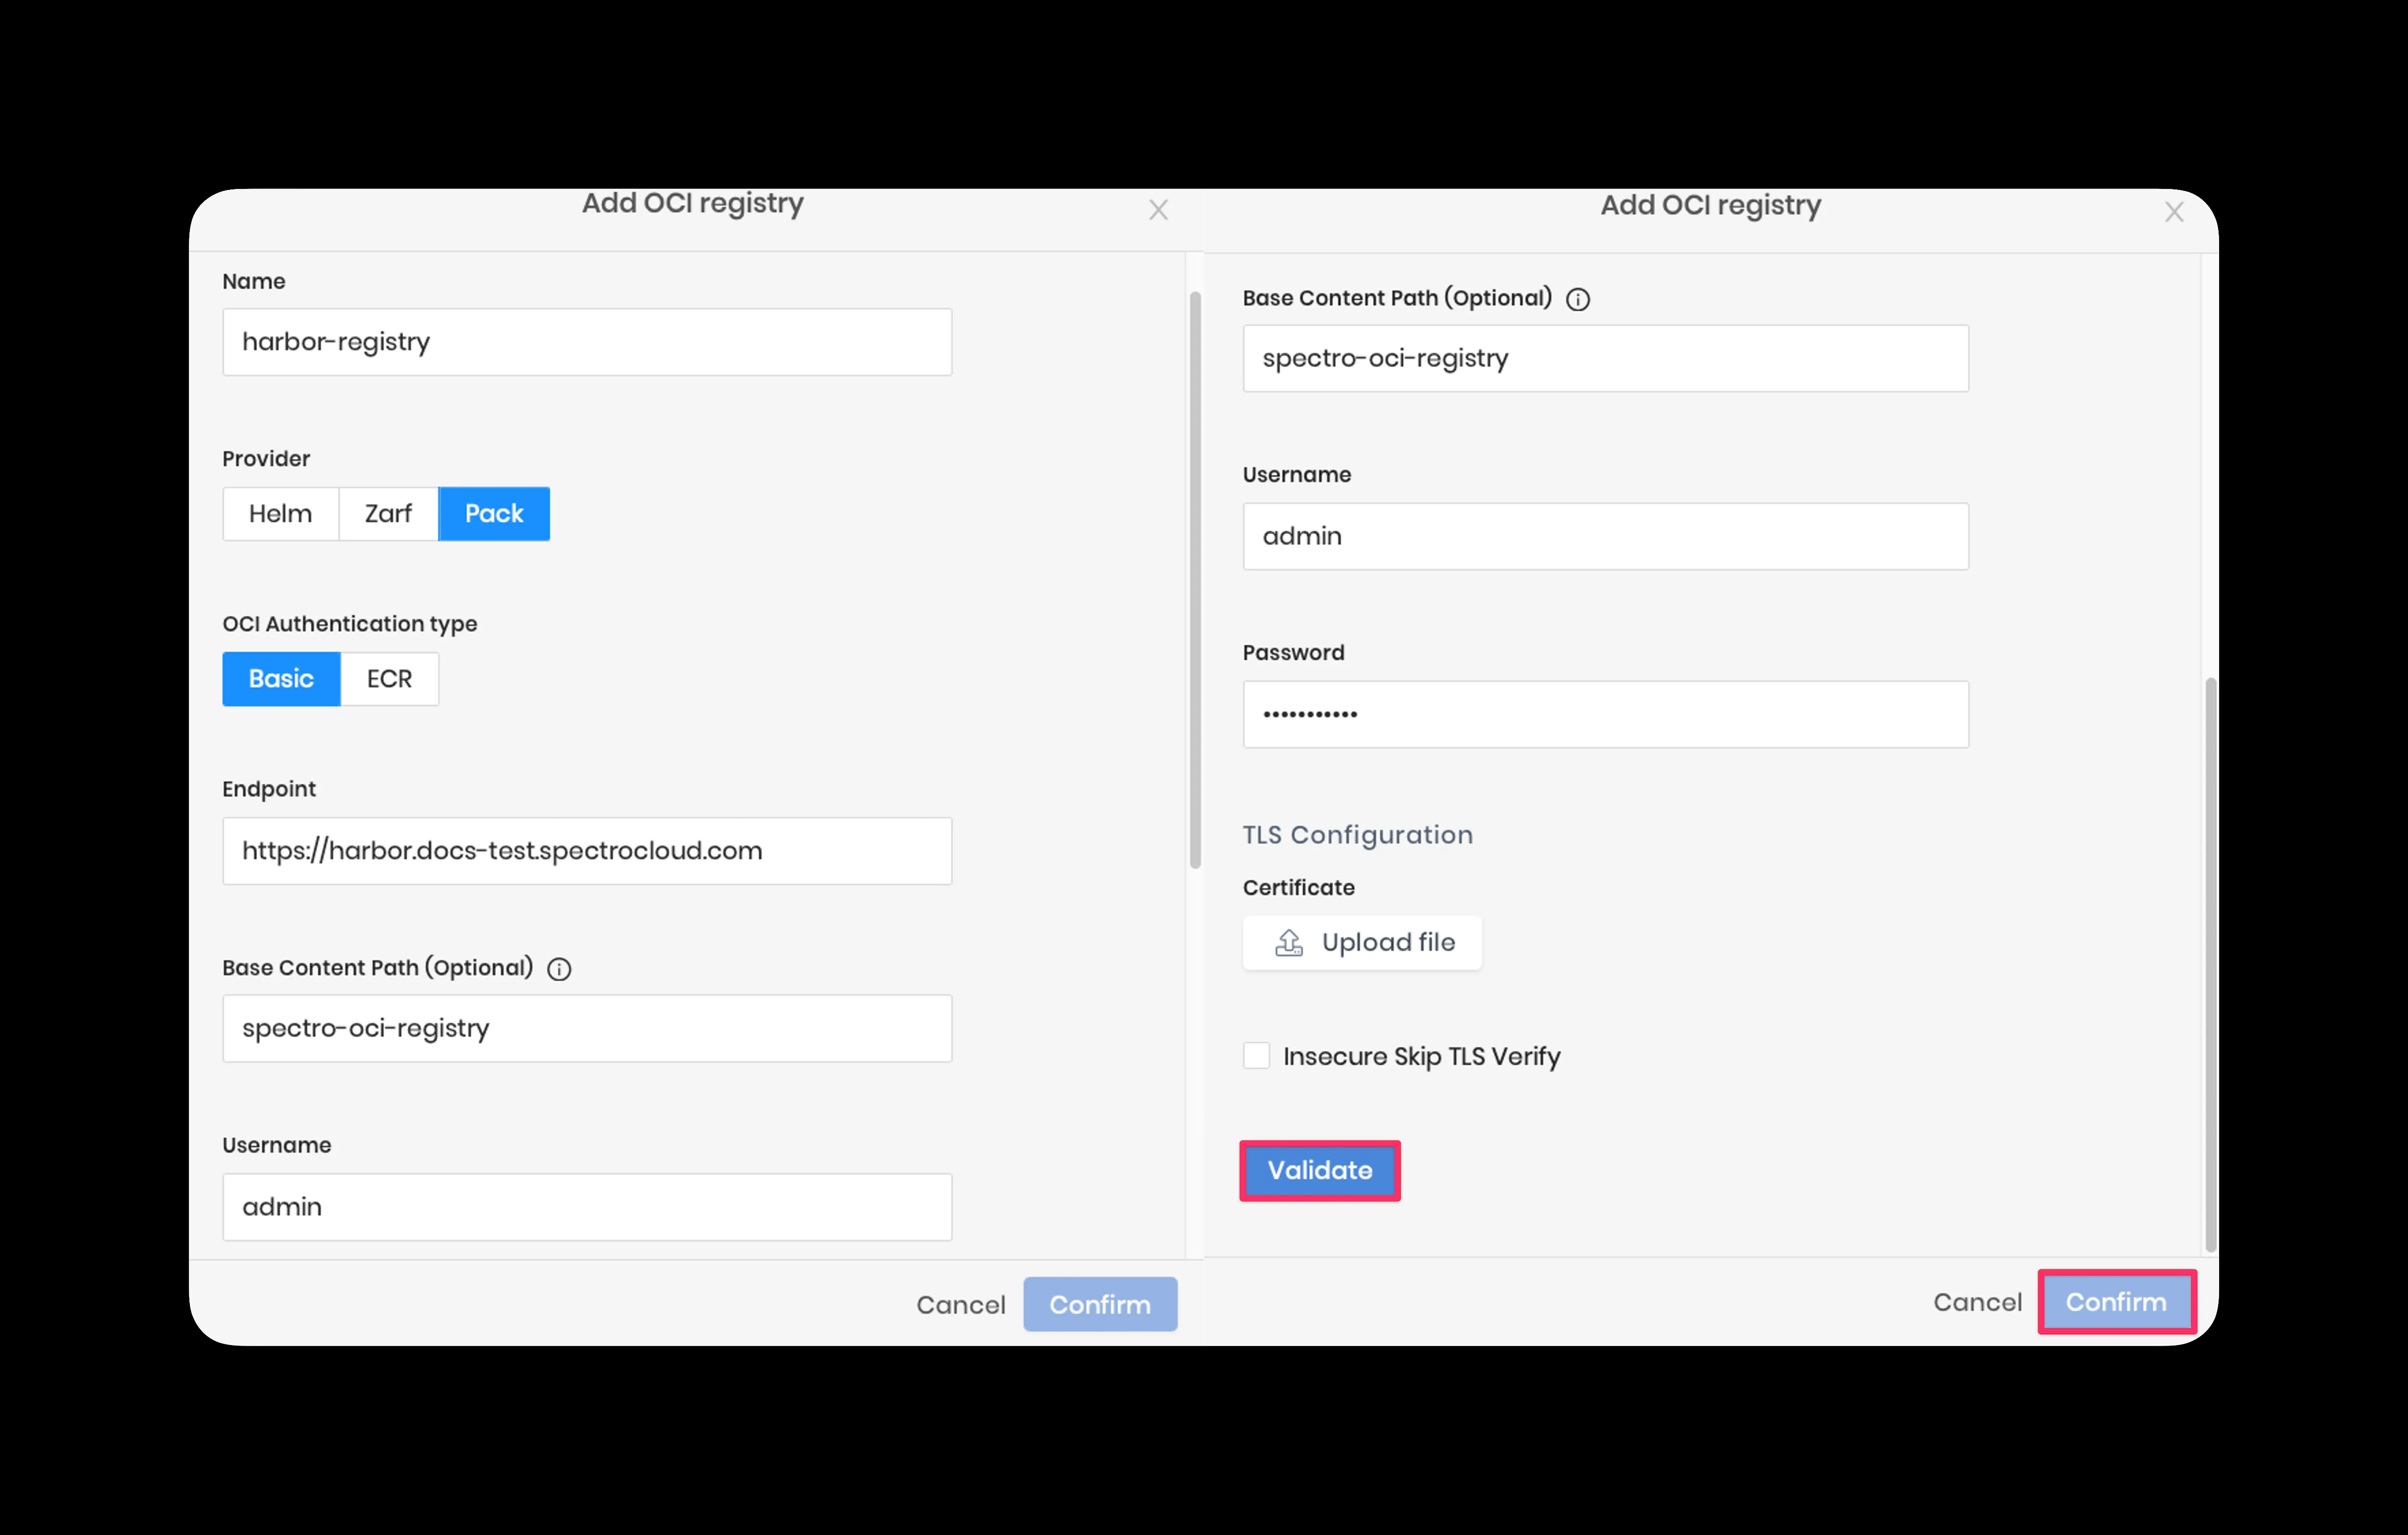 Add OCI registry
Name
harbor-registry
Provider
Helm Zarf Pack
OCI Authentication type
Basic ECR
Endpoint
https://harbor.docs-test.spectrocloud.com
Base Content Path (Optional)
spectro-oci-registry
Username
admin
Cancel Confirm
Add OCI registry
Base Content Path (Optional)
spectro-oci-registry
Username
admin
Password
•••••••••••
TLS Configuration
Certificate
Upload file
Insecure Skip TLS Verify
Validate
Cancel Confirm